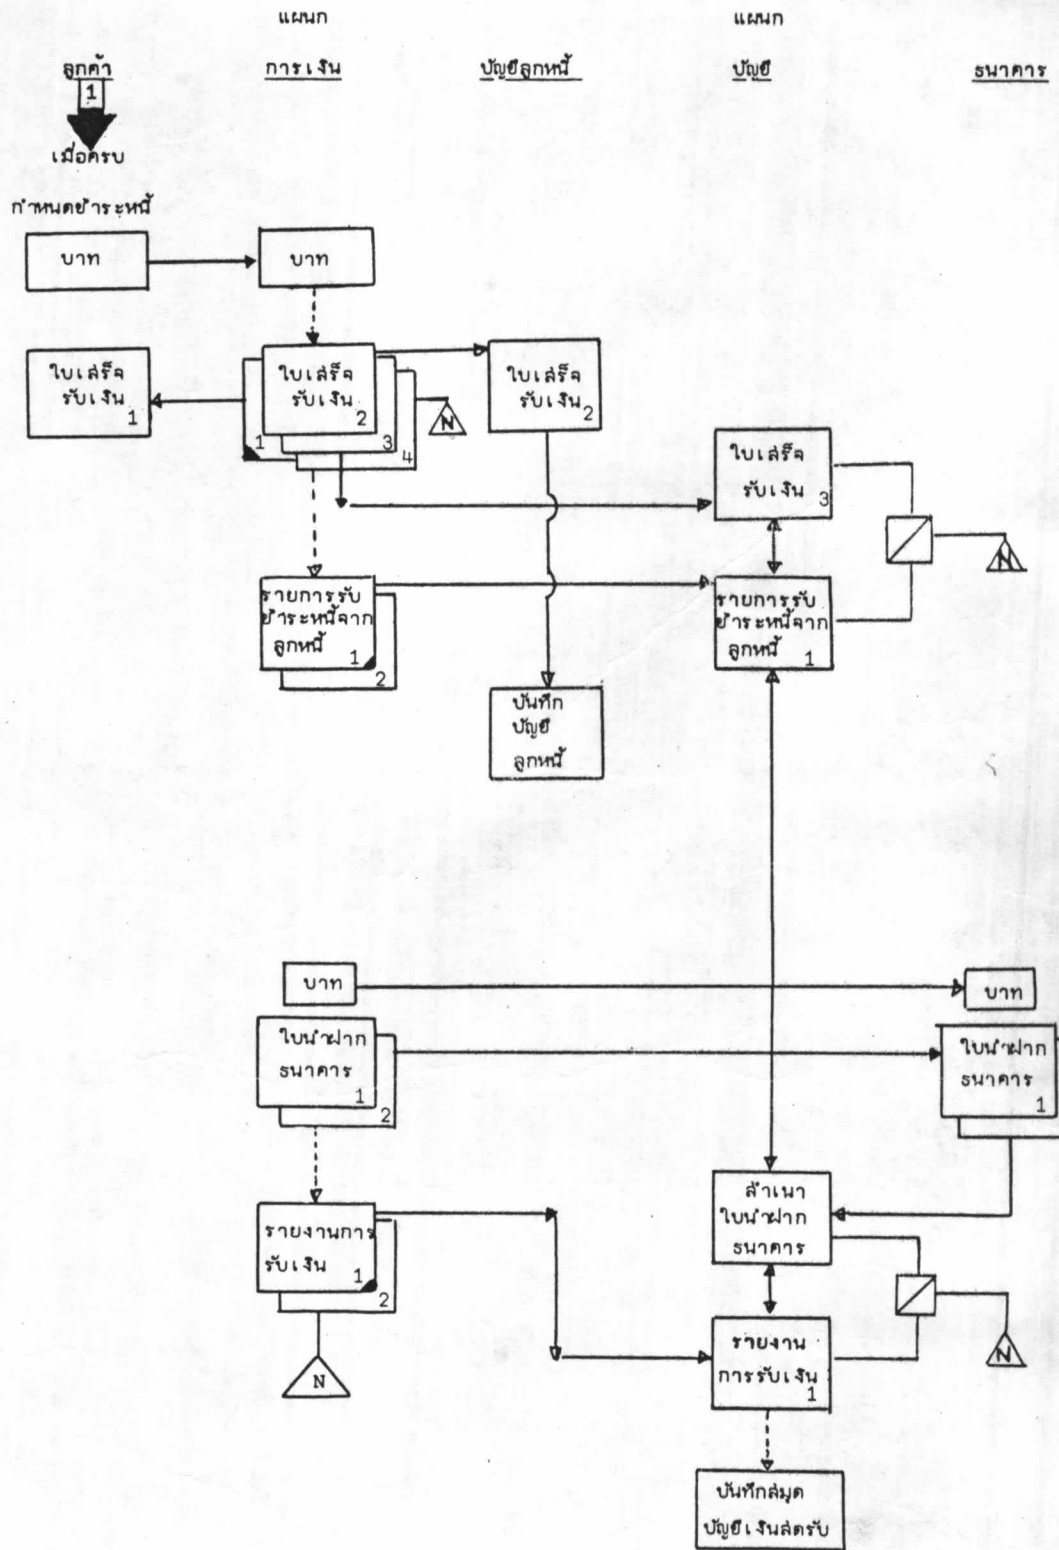 แผนก
แผนก
ลูกค้า
การเงิน
บัญชีลูกหนี้
บัญชี
ธนาคาร
1
เมื่อครบ
กำหนดชำระหนี้
บาท
บาท
ใบเสร็จ
รับเงิน
1
ใบเสร็จ
รับเงิน
2
1
3
4
N
ใบเสร็จ
รับเงิน
2
ใบเสร็จ
รับเงิน
3
N
รายการรับ
ชำระหนี้จาก
ลูกหนี้
1
2
รายการรับ
ชำระหนี้จาก
ลูกหนี้
1
บันทึก
บัญชี
ลูกหนี้
บาท
บาท
ใบนำฝาก
ธนาคาร
1
2
ใบนำฝาก
ธนาคาร
1
รายงานการ
รับเงิน
1
2
N
สำเนา
ใบนำฝาก
ธนาคาร
รายงาน
การรับเงิน
1
N
บันทึกสมุด
บัญชีเงินสดรับ